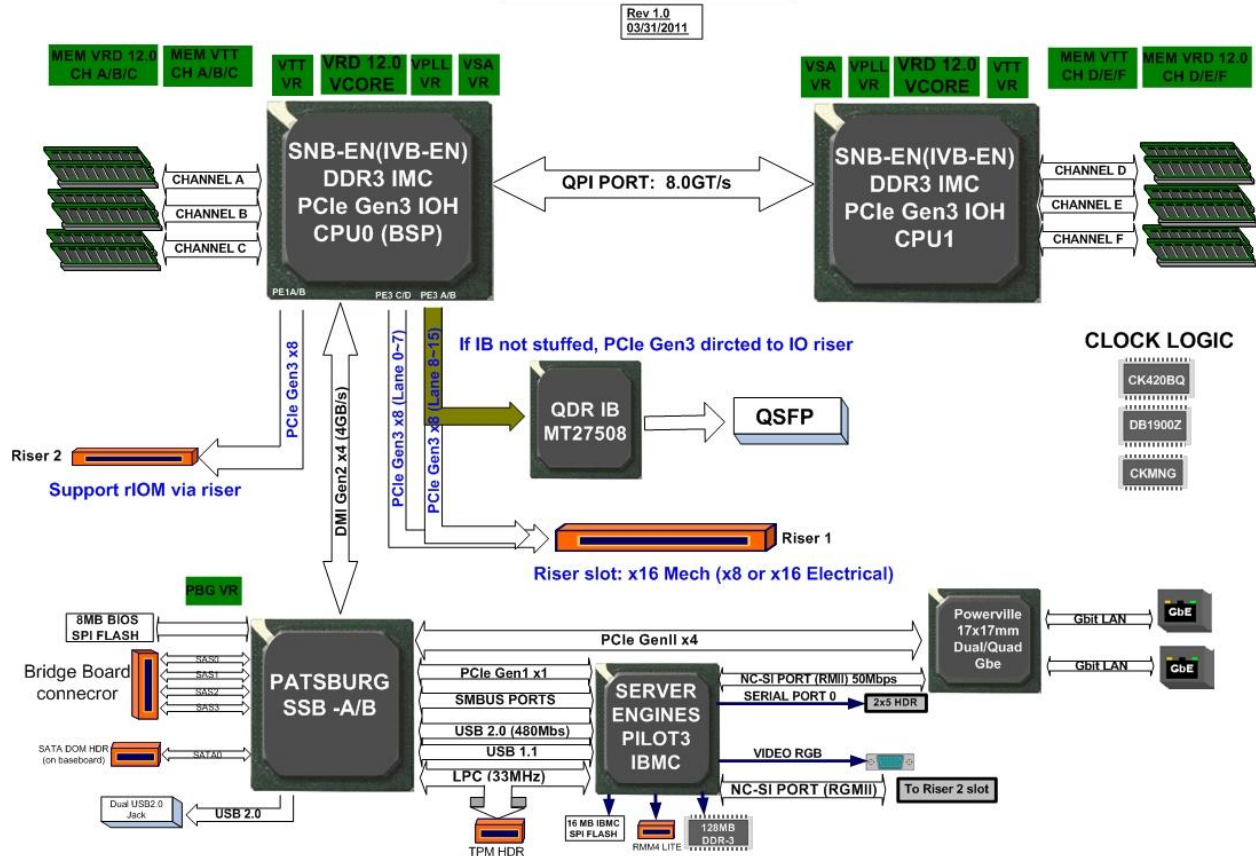 Rev 1.0
03/31/2011
MEM VRD 12.0
CH A/B/C
MEM VTT
CH A/B/C
VTT
VR
VRD 12.0
VCORE
VPLL
VR
VSA
VR
VSA
VR
VPLL
VR
VRD 12.0
VCORE
VTT
VR
MEM VTT
CH D/E/F
MEM VRD 12.0
CH D/E/F
SNB-EN(IVB-EN)
DDR3 IMC
PCIe Gen3 IOH
CPU0 (BSP)
PE1A/B
PE3 C/D
PE3 A/B
QPI PORT: 8.0GT/s
SNB-EN(IVB-EN)
DDR3 IMC
PCIe Gen3 IOH
CPU1
CHANNEL A
CHANNEL B
CHANNEL C
CHANNEL D
CHANNEL E
CHANNEL F
PCIe Gen3 x8
DMI Gen2 x4 (4GB/s)
PCIe Gen3 x8 (Lane 0~7)
PCIe Gen3 x8 (Lane 8~15)
If IB not stuffed, PCIe Gen3 dircted to IO riser
QDR IB
MT27508
QSFP
CLOCK LOGIC
CK420BQ
DB1900Z
CKMNG
Riser 2
Support rIOM via riser
Riser 1
Riser slot: x16 Mech (x8 or x16 Electrical)
PBG VR
8MB BIOS
SPI FLASH
Bridge Board
connecror
SAS0
SAS1
SAS2
SAS3
SATA DOM HDR
(on baseboard)
SATA0
Dual USB2.0
Jack
USB 2.0
PATSBURG
SSB -A/B
PCIe GenII x4
PCIe Gen1 x1
SMBUS PORTS
USB 2.0 (480Mbs)
USB 1.1
LPC (33MHz)
TPM HDR
SERVER
ENGINES
PILOT3
IBMC
16 MB IBMC
SPI FLASH
RMM4 LITE
128MB
DDR-3
NC-SI PORT (RMII) 50Mbps
SERIAL PORT 0
2x5 HDR
VIDEO RGB
NC-SI PORT (RGMII)
To Riser 2 slot
Powerville
17x17mm
Dual/Quad
Gbe
Gbit LAN
GbE
Gbit LAN
GbE